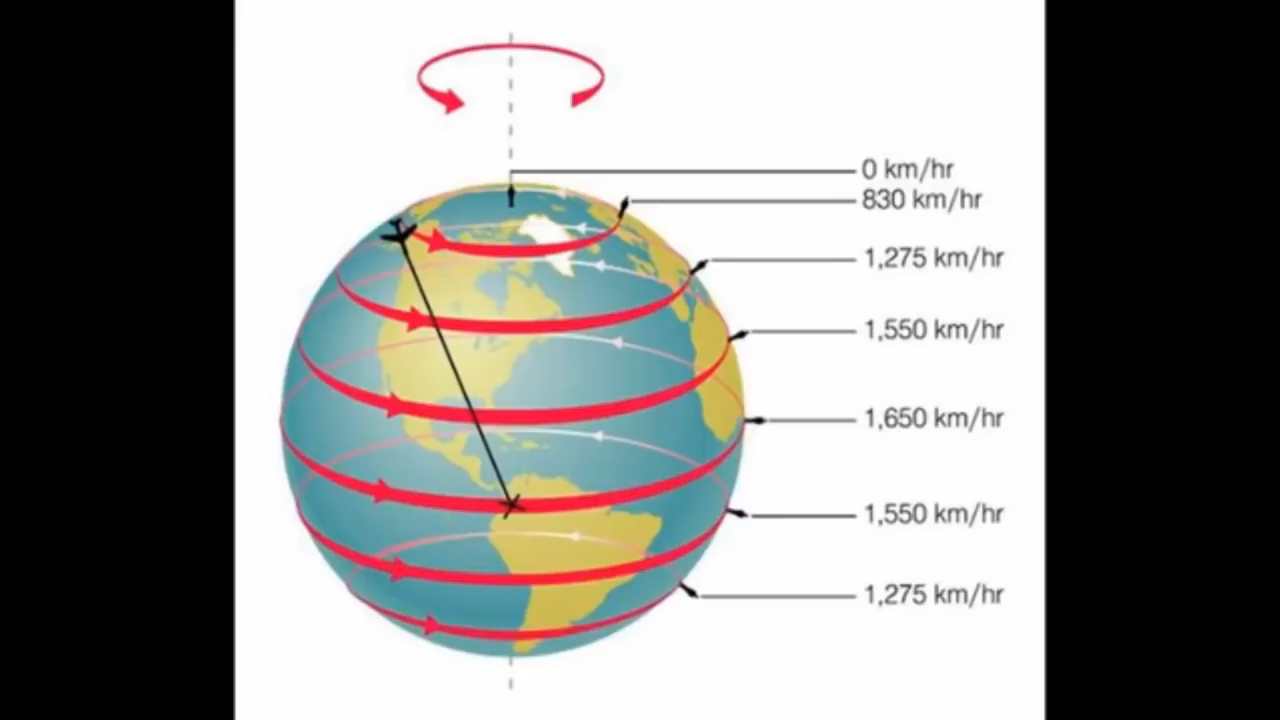 0 km/hr
830 km/hr
1,275 km/hr
1,550 km/hr
1,650 km/hr
1,550 km/hr
1,275 km/hr